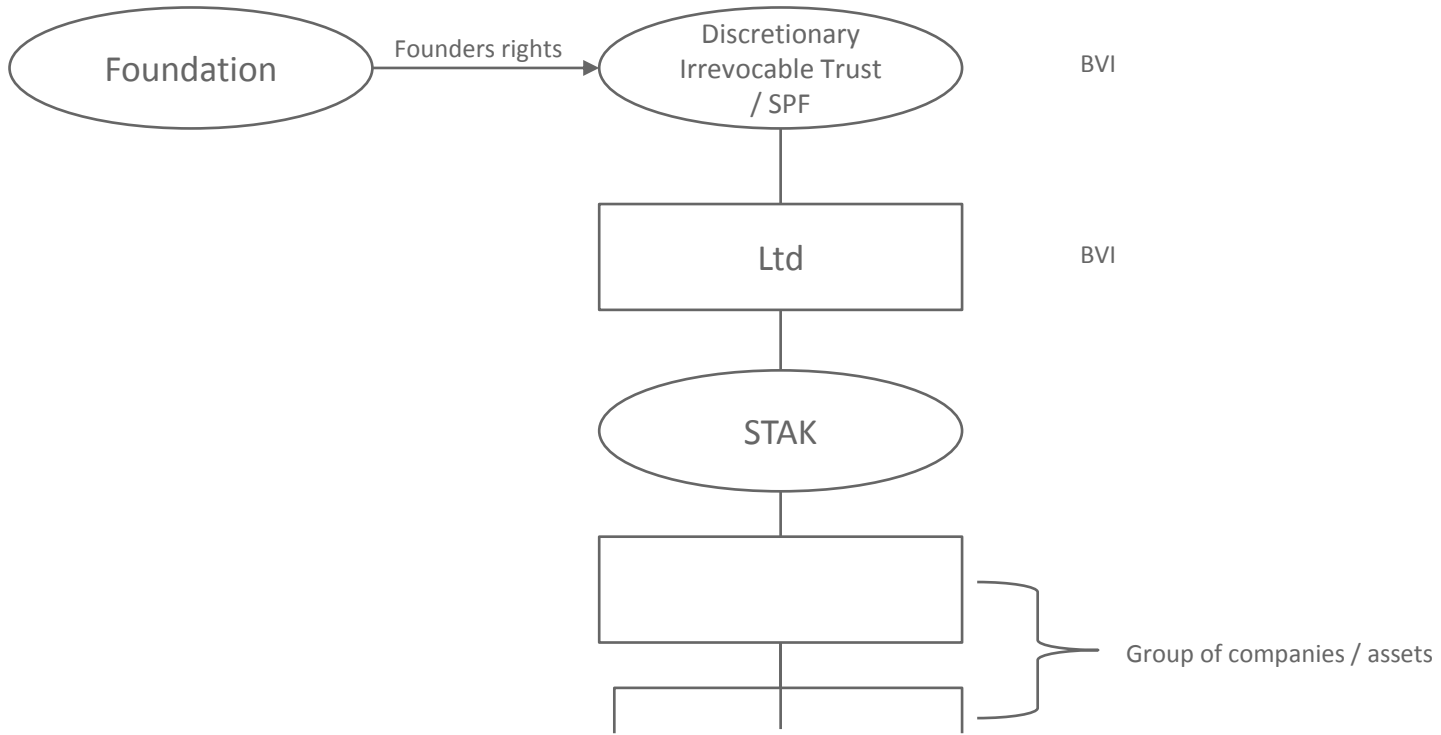 Foundation
Founders rights
Discretionary
Irrevocable Trust
/ SPF
BVI
Ltd
BVI
STAK
Group of companies / assets